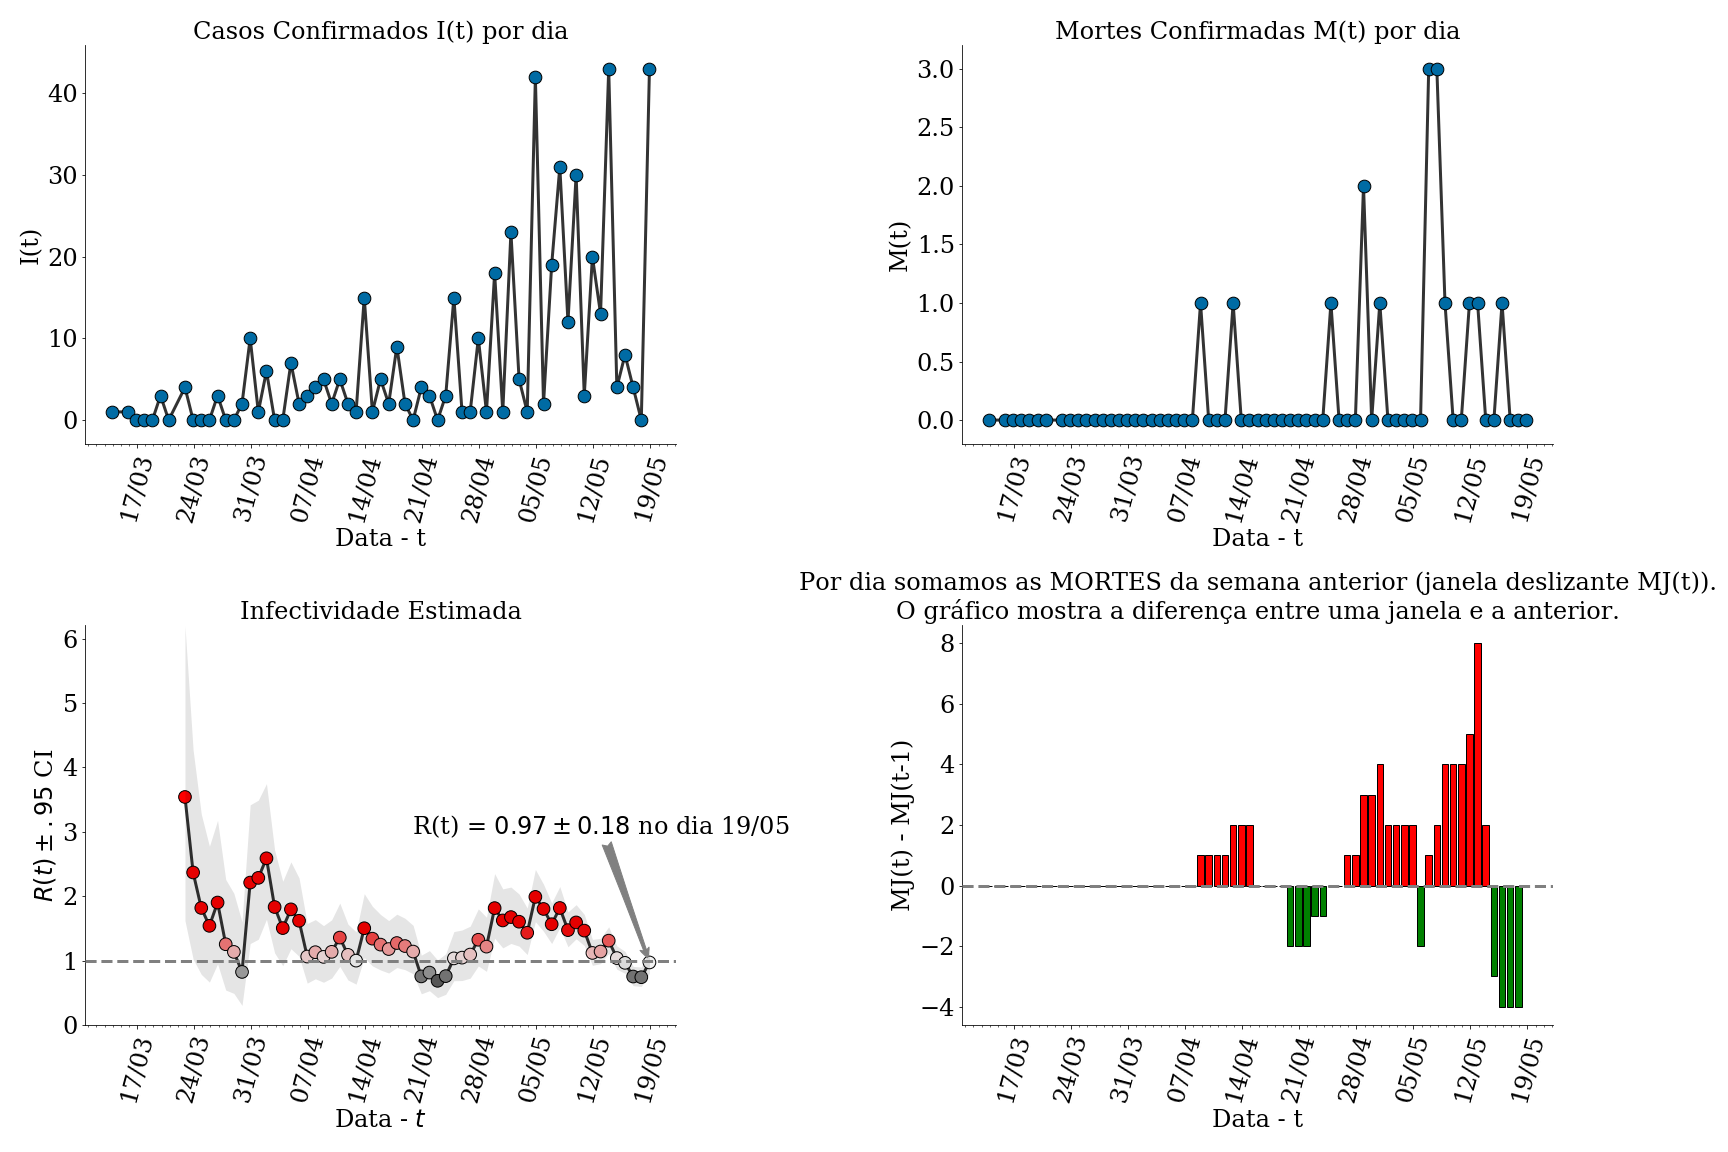 Casos Confirmados I(t) por dia
I(t)
40
30
20
10
0
17/03 24/03 31/03 07/04 14/04 21/04 28/04 05/05 12/05 19/05
Data - t
Mortes Confirmadas M(t) por dia
M(t)
3.0
2.5
2.0
1.5
1.0
0.5
0.0
17/03 24/03 31/03 07/04 14/04 21/04 28/04 05/05 12/05 19/05
Data - t
Infectividade Estimada
R(t) ± .95 CI
6
5
4
3
2
1
0
R(t) = 0.97 ± 0.18 no dia 19/05
17/03 24/03 31/03 07/04 14/04 21/04 28/04 05/05 12/05 19/05
Data - t
Por dia somamos as MORTES da semana anterior (janela deslizante MJ(t)).
O gráfico mostra a diferença entre uma janela e a anterior.
MJ(t) - MJ(t-1)
8
6
4
2
0
−2
−4
17/03 24/03 31/03 07/04 14/04 21/04 28/04 05/05 12/05 19/05
Data - t